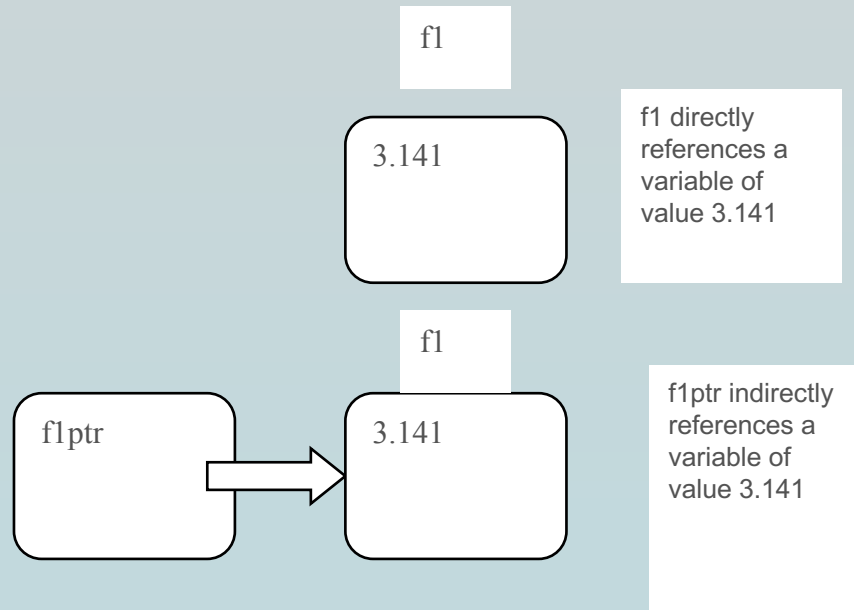 f1
3.141
f1 directly
references a
variable of
value 3.141
f1
f1ptr
3.141
f1ptr indirectly
references a
variable of
value 3.141